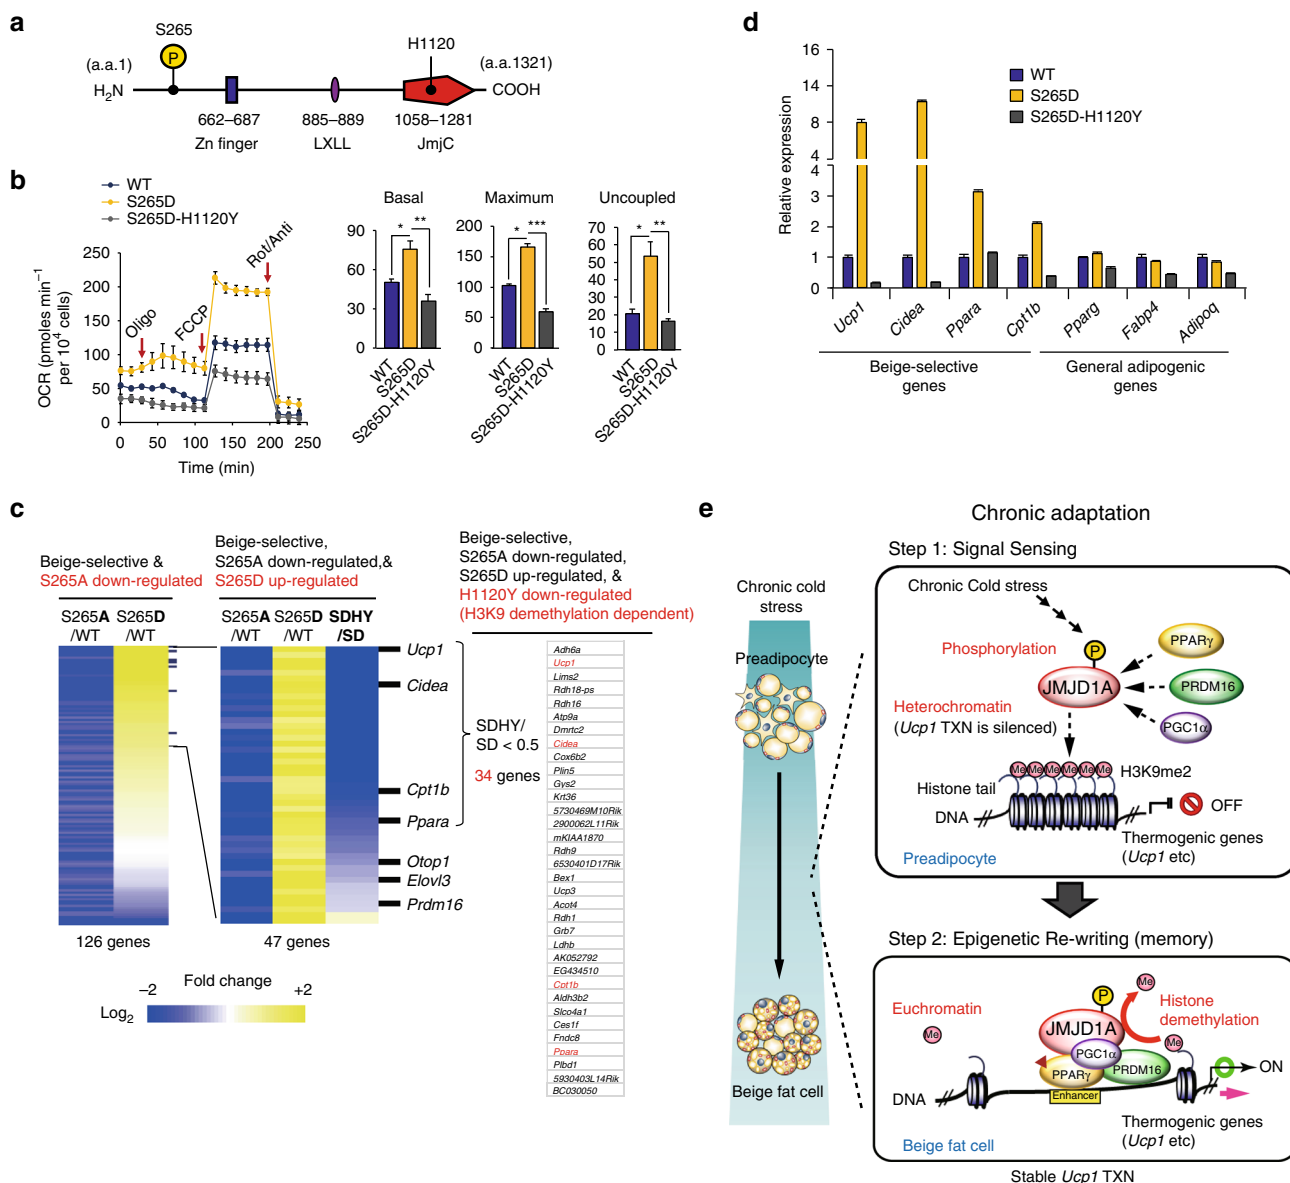 a
S265
P
(a.a.1)
H2N
H1120
(a.a.1321)
COOH
662–687
Zn finger
885–889
LXLL
1058–1281
JmjC
b
WT
S265D
S265D-H1120Y
OCR (pmoles min−1 per 10^4 cells)
250
200
150
100
50
0
Oligo
FCCP
Rot/Anti
0 50 100 150 200 250
Time (min)
Basal
90
60
30
0
* **
WT
S265D
S265D-H1120Y
Maximum
200
150
100
50
0
* ***
WT
S265D
S265D-H1120Y
Uncoupled
70
60
50
40
30
20
10
0
* **
WT
S265D
S265D-H1120Y
c
Beige-selective &
S265A down-regulated
S265A
/WT
S265D
/WT
126 genes
Beige-selective,
S265A down-regulated,&
S265D up-regulated
S265A
/WT
S265D
/WT
SDHY
/SD
47 genes
Ucp1
Cidea
Cpt1b
Ppara
Otop1
Elovl3
Prdm16
SDHY/
SD < 0.5
34 genes
Beige-selective,
S265A down-regulated,
S265D up-regulated, &
H1120Y down-regulated
(H3K9 demethylation dependent)
Adh6a
Ucp1
Lims2
Rdh18-ps
Rdh16
Atp9a
Dmrtc2
Cidea
Cox6b2
Plin5
Gys2
Krt36
5730469M10Rik
2900062L11Rik
mKIAA1870
Rdh9
6530401D17Rik
Bex1
Ucp3
Acot4
Rdh1
Grb7
Ldhb
AK052792
EG434510
Cpt1b
Aldh3b2
Slco4a1
Ces1f
Fndc8
Ppara
Plbd1
5930403L14Rik
BC030050
Fold change
−2 +2
Log2
d
Relative expression
16
14
8
4
4
3
2
1
0
WT
S265D
S265D-H1120Y
Ucp1
Cidea
Ppara
Cpt1b
Pparg
Fabp4
Adipoq
Beige-selective
genes
General adipogenic
genes
e
Chronic adaptation
Chronic cold
stress
Preadipocyte
Beige fat cell
Step 1: Signal Sensing
Chronic Cold stress
Phosphorylation
P
JMJD1A
PPARγ
PRDM16
PGC1α
Heterochromatin
(Ucp1 TXN is silenced)
Me Me Me Me Me Me
H3K9me2
Histone tail
DNA
OFF
Thermogenic genes
(Ucp1 etc)
Preadipocyte
Step 2: Epigenetic Re-writing (memory)
Euchromatin
Me
P
JMJD1A
PGC1α
PPARγ
PRDM16
Enhancer
Me
Me
Histone
demethylation
ON
DNA
Thermogenic genes
(Ucp1 etc)
Beige fat cell
Stable Ucp1 TXN